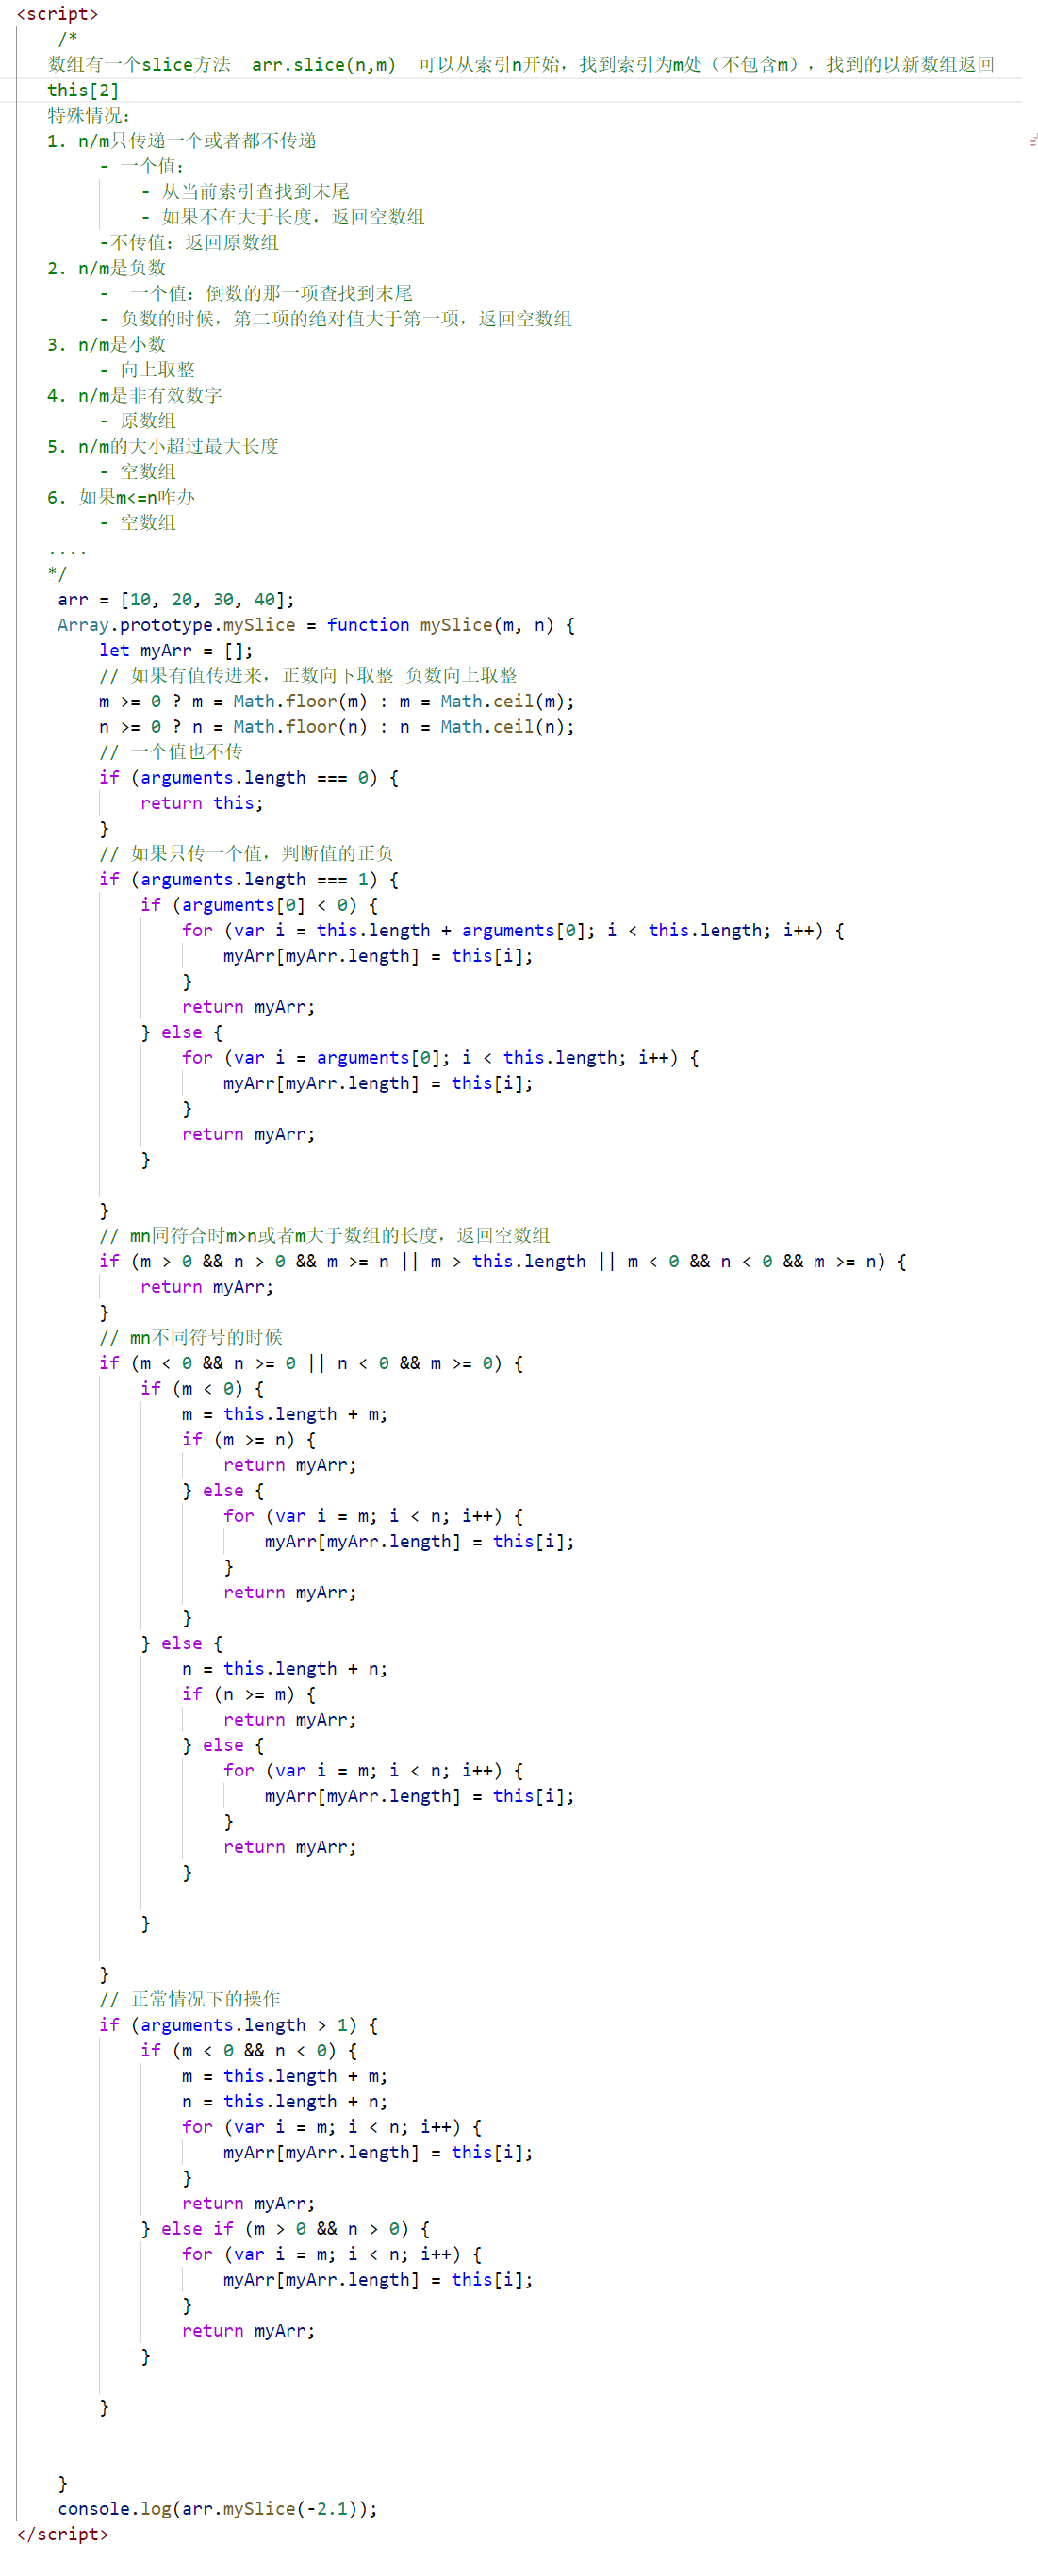 <script>
/*
数组有一个slice方法  arr.slice(n,m)  可以从索引n开始，找到索引为m处（不包含m），找到的以新数组返回
this[2]
特殊情况：
1. n/m只传递一个或者都不传递
- 一个值：
- 从当前索引查找到末尾
- 如果不在大于长度，返回空数组
-不传值：返回原数组
2. n/m是负数
-  一个值：倒数的那一项查找到末尾
- 负数的时候，第二项的绝对值大于第一项，返回空数组
3. n/m是小数
- 向上取整
4. n/m是非有效数字
- 原数组
5. n/m的大小超过最大长度
- 空数组
6. 如果m<=n咋办
- 空数组
....
*/
arr = [10, 20, 30, 40];
Array.prototype.mySlice = function mySlice(m, n) {
let myArr = [];
// 如果有值传进来，正数向下取整 负数向上取整
m >= 0 ? m = Math.floor(m) : m = Math.ceil(m);
n >= 0 ? n = Math.floor(n) : n = Math.ceil(n);
// 一个值也不传
if (arguments.length === 0) {
return this;
}
// 如果只传一个值，判断值的正负
if (arguments.length === 1) {
if (arguments[0] < 0) {
for (var i = this.length + arguments[0]; i < this.length; i++) {
myArr[myArr.length] = this[i];
}
return myArr;
} else {
for (var i = arguments[0]; i < this.length; i++) {
myArr[myArr.length] = this[i];
}
return myArr;
}
}
// mn同符合时m>n或者m大于数组的长度，返回空数组
if (m > 0 && n > 0 && m >= n || m > this.length || m < 0 && n < 0 && m >= n) {
return myArr;
}
// mn不同符号的时候
if (m < 0 && n >= 0 || n < 0 && m >= 0) {
if (m < 0) {
m = this.length + m;
if (m >= n) {
return myArr;
} else {
for (var i = m; i < n; i++) {
myArr[myArr.length] = this[i];
}
return myArr;
}
} else {
n = this.length + n;
if (n >= m) {
return myArr;
} else {
for (var i = m; i < n; i++) {
myArr[myArr.length] = this[i];
}
return myArr;
}
}
}
// 正常情况下的操作
if (arguments.length > 1) {
if (m < 0 && n < 0) {
m = this.length + m;
n = this.length + n;
for (var i = m; i < n; i++) {
myArr[myArr.length] = this[i];
}
return myArr;
} else if (m > 0 && n > 0) {
for (var i = m; i < n; i++) {
myArr[myArr.length] = this[i];
}
return myArr;
}
}
}
console.log(arr.mySlice(-2.1));
</script>